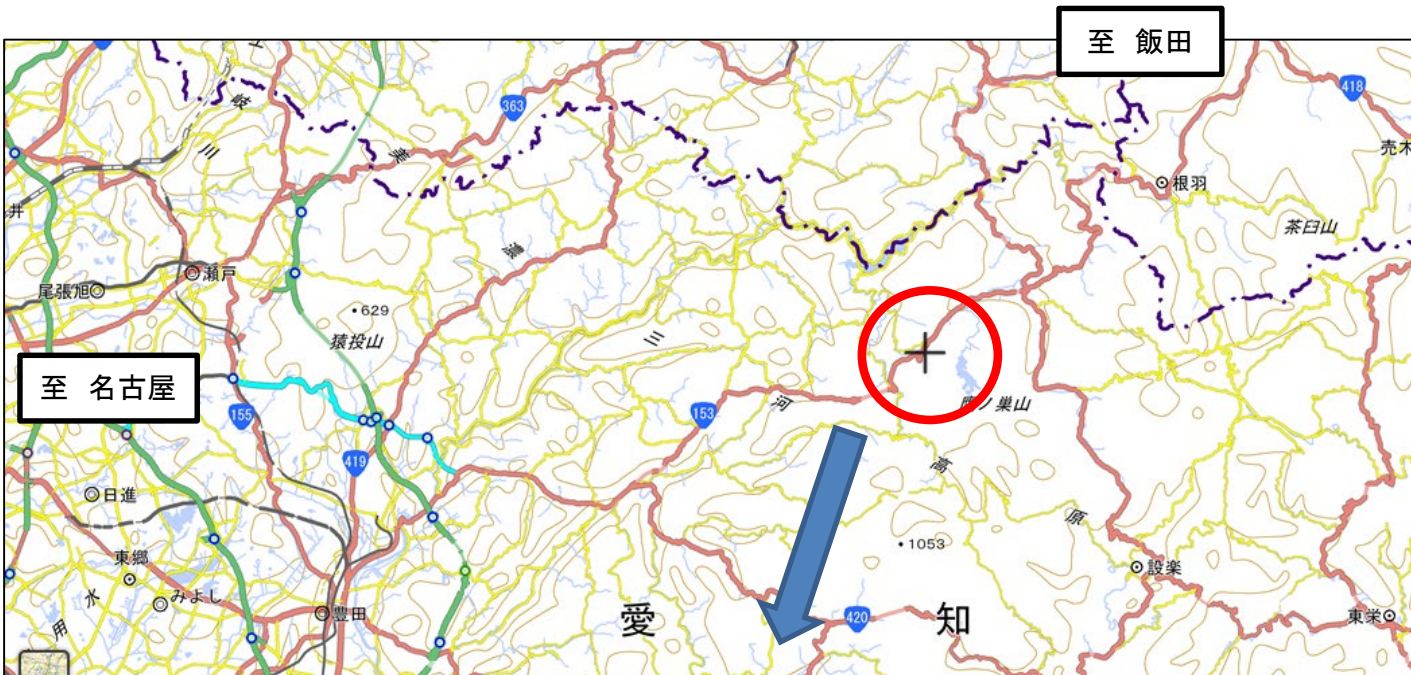 至 飯田
418
363
岐
川
美
売木
根羽
井
茶臼山
濃
瀬戸
尾張旭
629
猿投山
三
至 名古屋
155
153
河
鷹ノ巣山
419
高
日進
原
1053
東郷
設楽
みよし
水
用
豊田
愛
420
知
東栄